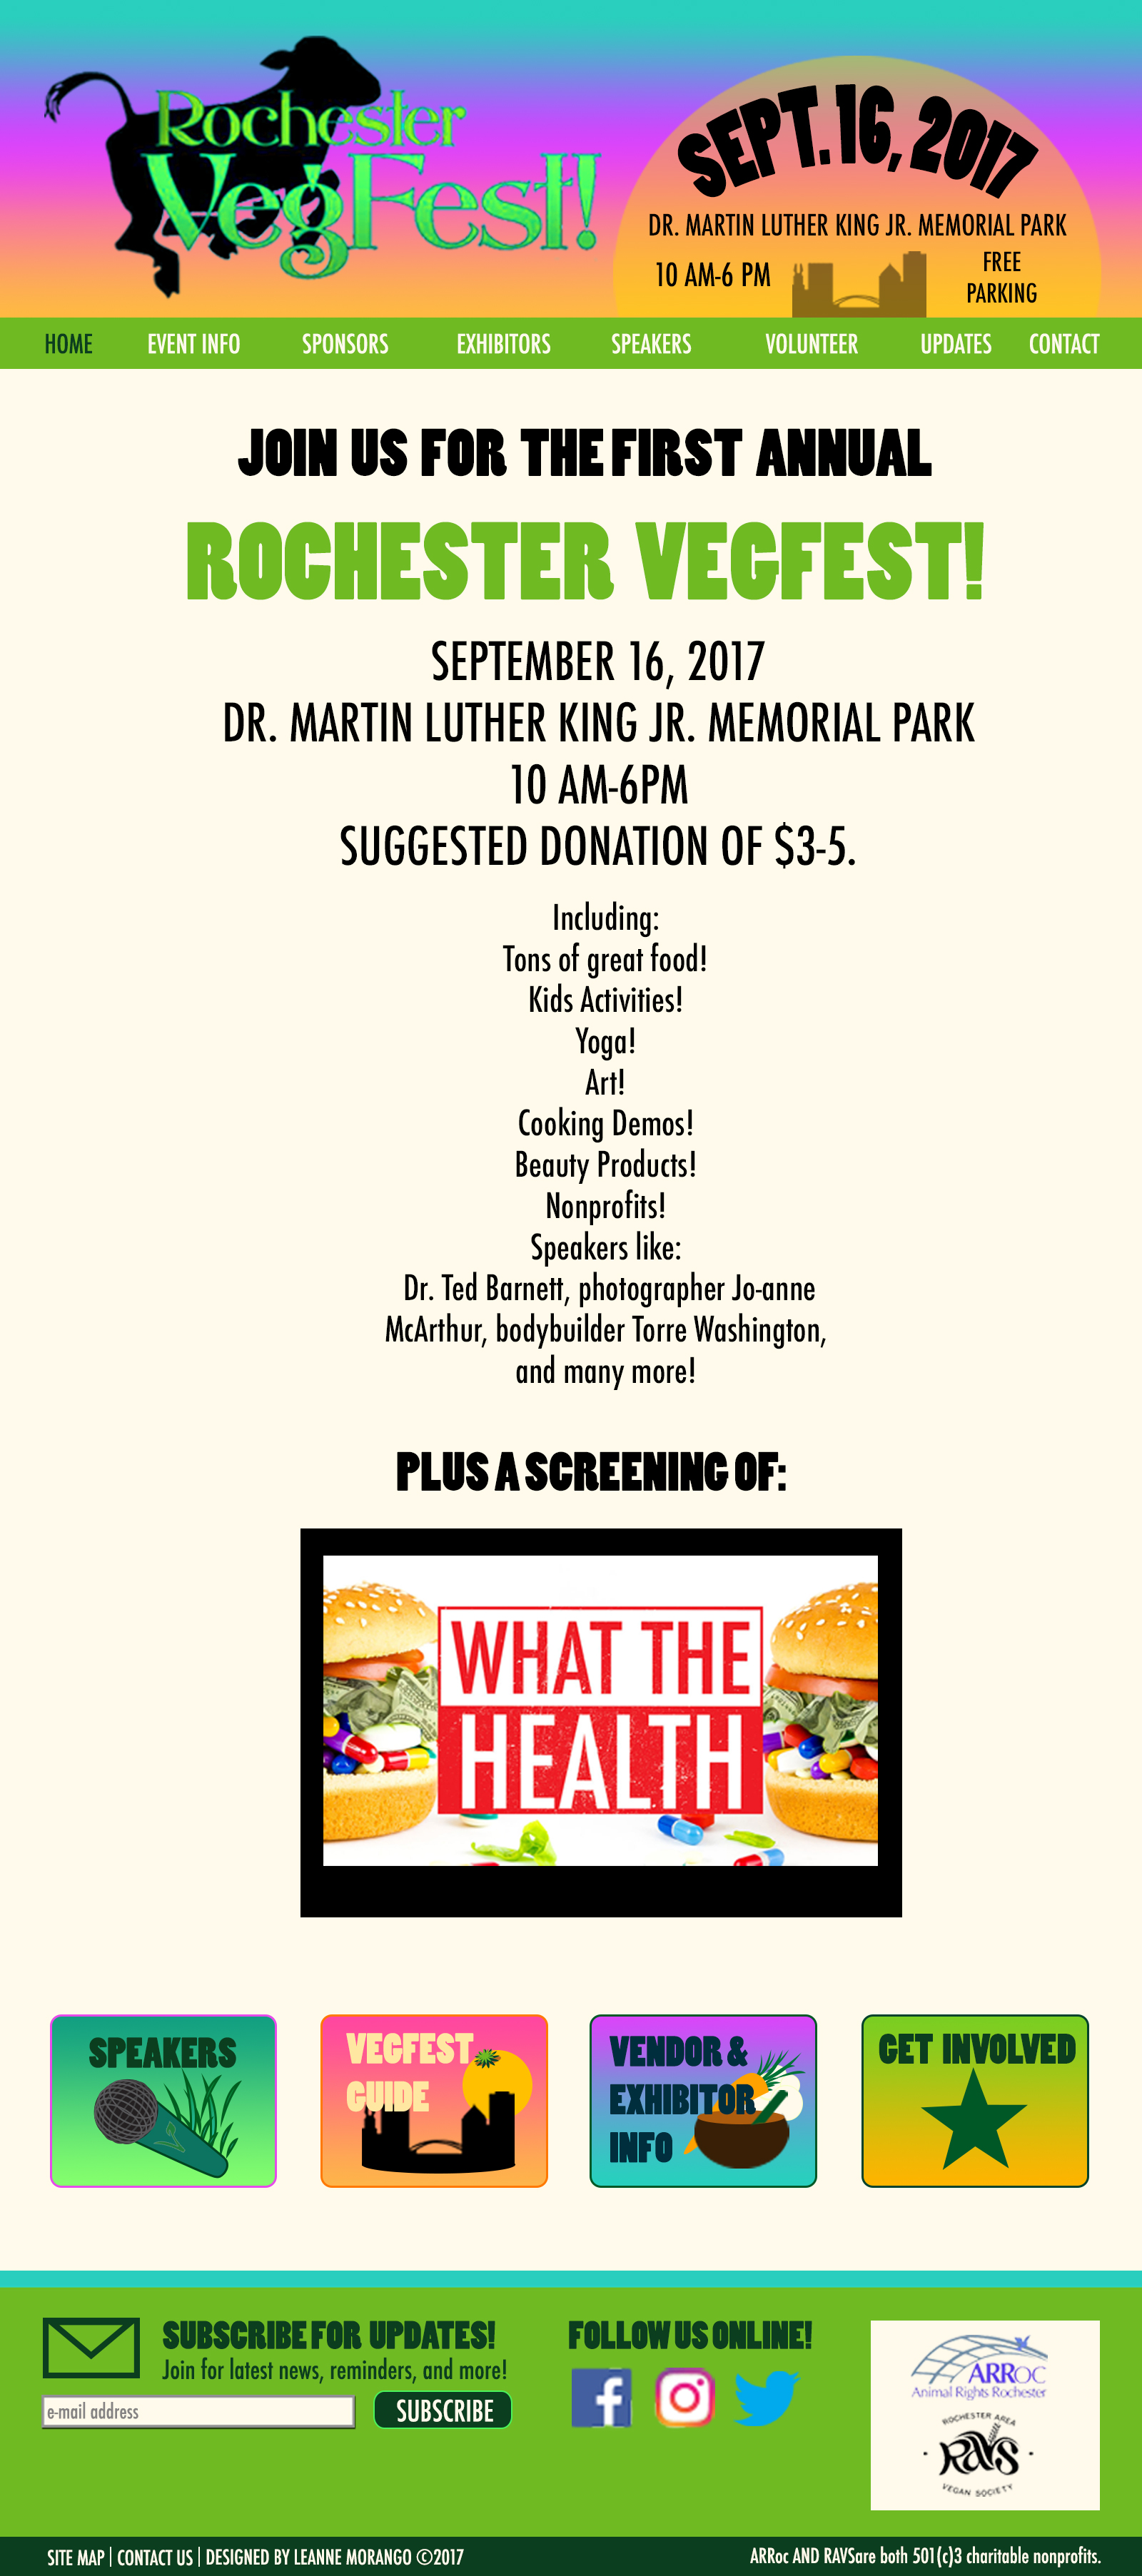 Rochester
VegFest!
SEPT. 16, 2017
DR. MARTIN LUTHER KING JR. MEMORIAL PARK
10 AM-6 PM
FREE
PARKING
HOME EVENT INFO SPONSORS EXHIBITORS SPEAKERS VOLUNTEER UPDATES CONTACT
JOIN US FOR THE FIRST ANNUAL
ROCHESTER VEGFEST!
SEPTEMBER 16, 2017
DR. MARTIN LUTHER KING JR. MEMORIAL PARK
10 AM-6PM
SUGGESTED DONATION OF $3-5.
Including:
Tons of great food!
Kids Activities!
Yoga!
Art!
Cooking Demos!
Beauty Products!
Nonprofits!
Speakers like:
Dr. Ted Barnett, photographer Jo-anne
McArthur, bodybuilder Torre Washington,
and many more!
PLUS A SCREENING OF:
WHAT THE
HEALTH
SPEAKERS
VEGFEST
GUIDE
VENDOR &
EXHIBITOR
INFO
GET INVOLVED
SUBSCRIBE FOR UPDATES!
Join for latest news, reminders, and more!
e-mail address
SUBSCRIBE
FOLLOW US ONLINE!
ARROC
Animal Rights Rochester
ROCHESTER AREA
RAVS
VEGAN SOCIETY
SITE MAP | CONTACT US | DESIGNED BY LEANNE MORANGO ©2017
ARRoc AND RAVSare both 501(c)3 charitable nonprofits.